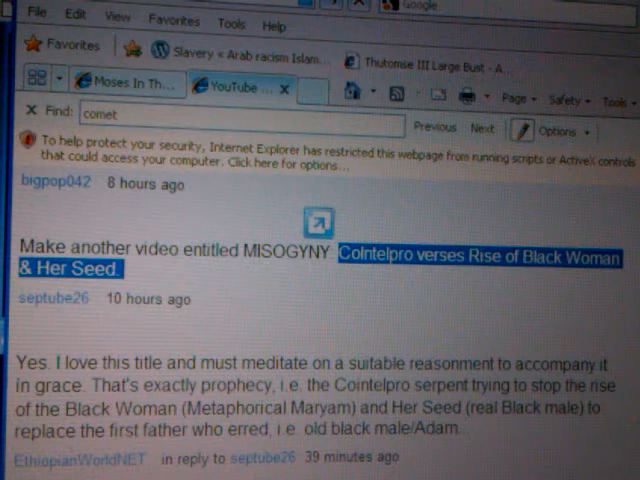 Google
File Edit View Favorites Tools Help
Favorites Slavery « Arab racism Islam... Thutomse III Large Bust - A...
Moses In Th... YouTube ... X
Page Safety Tools
X Find: comet Previous Next Options
To help protect your security, Internet Explorer has restricted this webpage from running scripts or ActiveX controls
that could access your computer. Click here for options...
bigpop042 8 hours ago
Make another video entitled MISOGYNY: Cointelpro verses Rise of Black Woman
& Her Seed.
septube26 10 hours ago
Yes. I love this title and must meditate on a suitable reasonment to accompany it
in grace. That's exactly prophecy, i.e. the Cointelpro serpent trying to stop the rise
of the Black Woman (Metaphorical Maryam) and Her Seed (real Black male) to
replace the first father who erred, i.e. old black male/Adam...
EthiopianWorldNET in reply to septube26 39 minutes ago